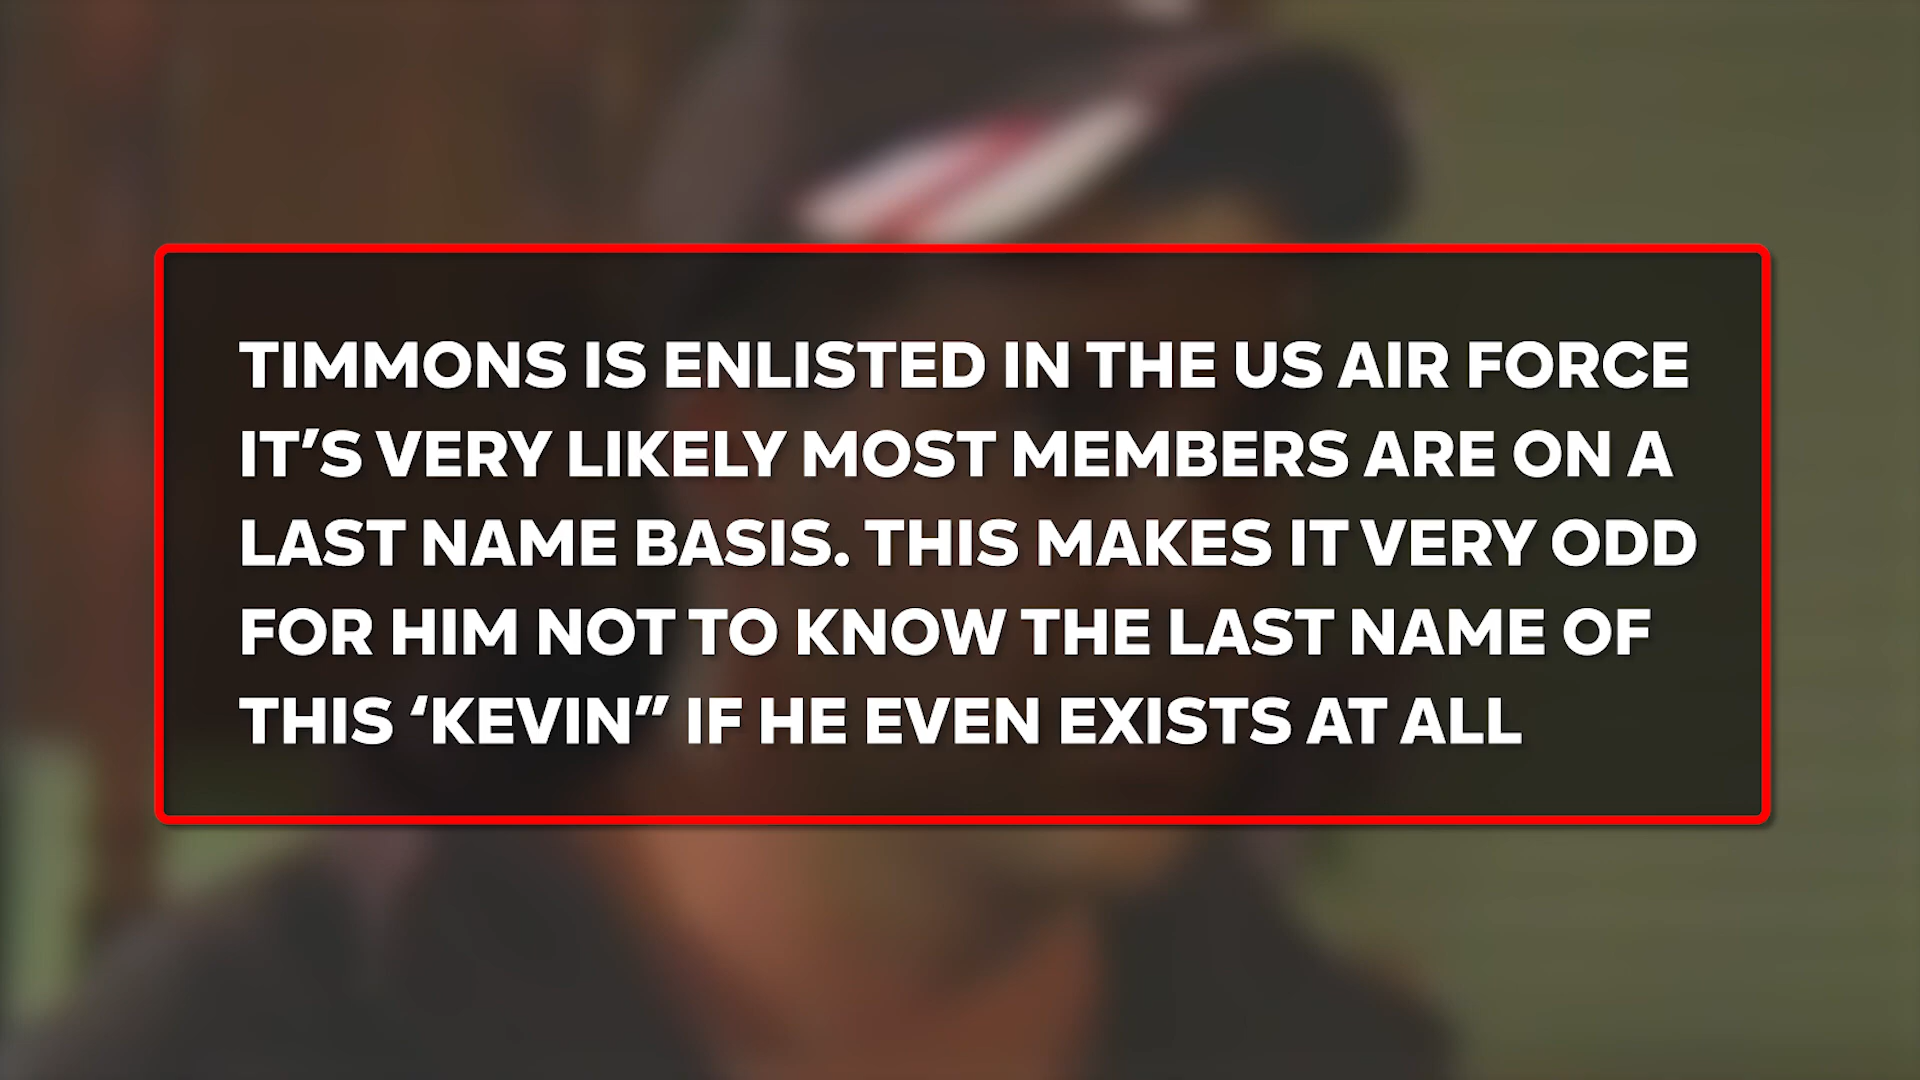 TIMMONS IS ENLISTED IN THE US AIR FORCE
IT’S VERY LIKELY MOST MEMBERS ARE ON A
LAST NAME BASIS. THIS MAKES IT VERY ODD
FOR HIM NOT TO KNOW THE LAST NAME OF
THIS ‘KEVIN” IF HE EVEN EXISTS AT ALL